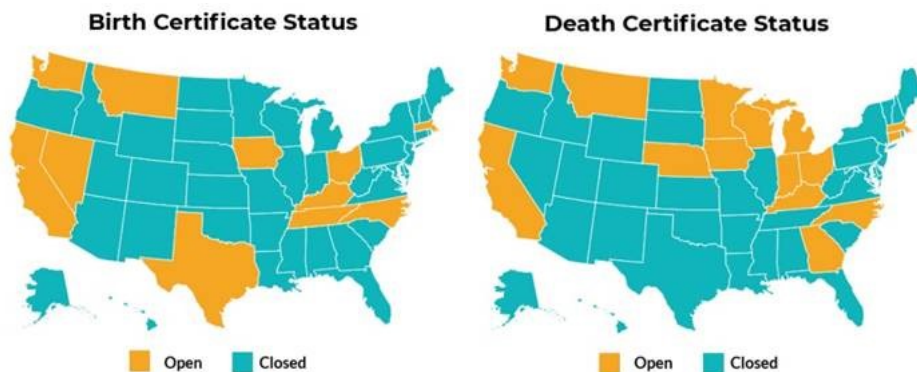 Birth Certificate Status
Death Certificate Status
Open
Closed
Open
Closed